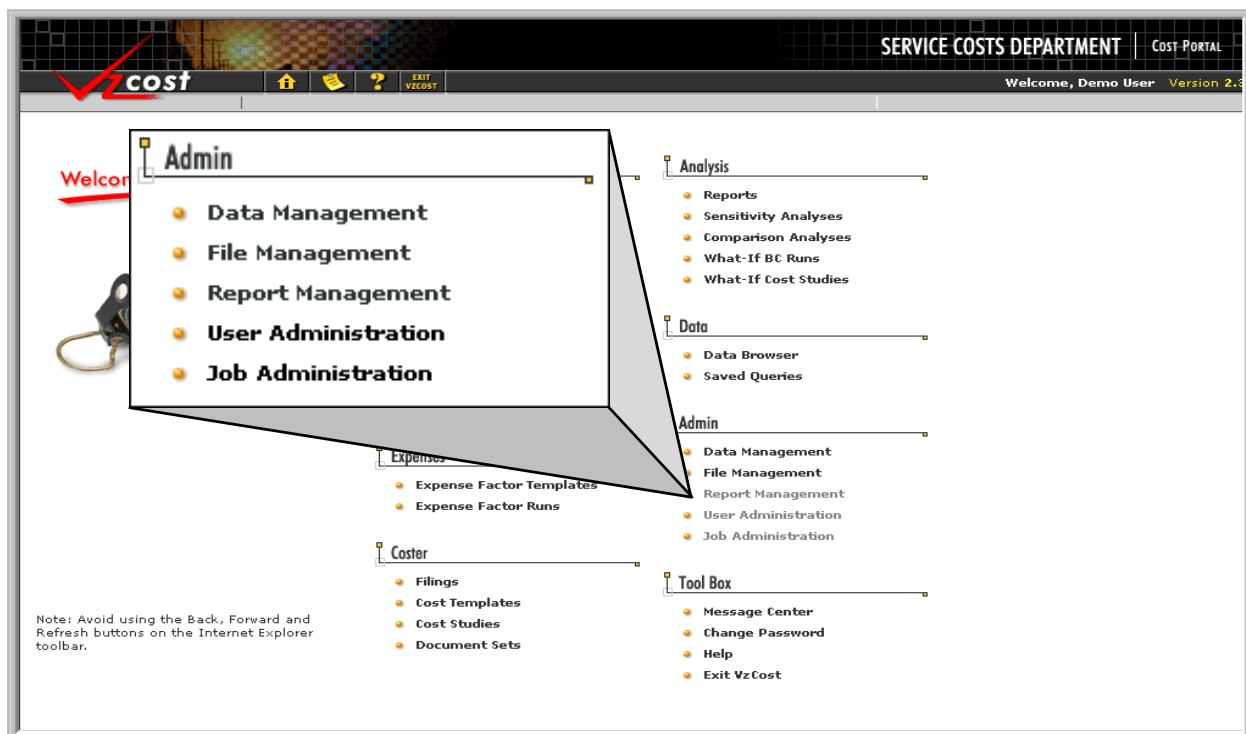 SERVICE COSTS DEPARTMENT | COST PORTAL
Vzcost
EXIT VZCOST
Welcome, Demo User Version 2.
Admin
Data Management
File Management
Report Management
User Administration
Job Administration
Welcor
Note: Avoid using the Back, Forward and
Refresh buttons on the Internet Explorer
toolbar.
Expenses
Expense Factor Templates
Expense Factor Runs
Coster
Filings
Cost Templates
Cost Studies
Document Sets
Analysis
Reports
Sensitivity Analyses
Comparison Analyses
What-If BC Runs
What-If Cost Studies
Data
Data Browser
Saved Queries
Admin
Data Management
File Management
Report Management
User Administration
Job Administration
Tool Box
Message Center
Change Password
Help
Exit VzCost